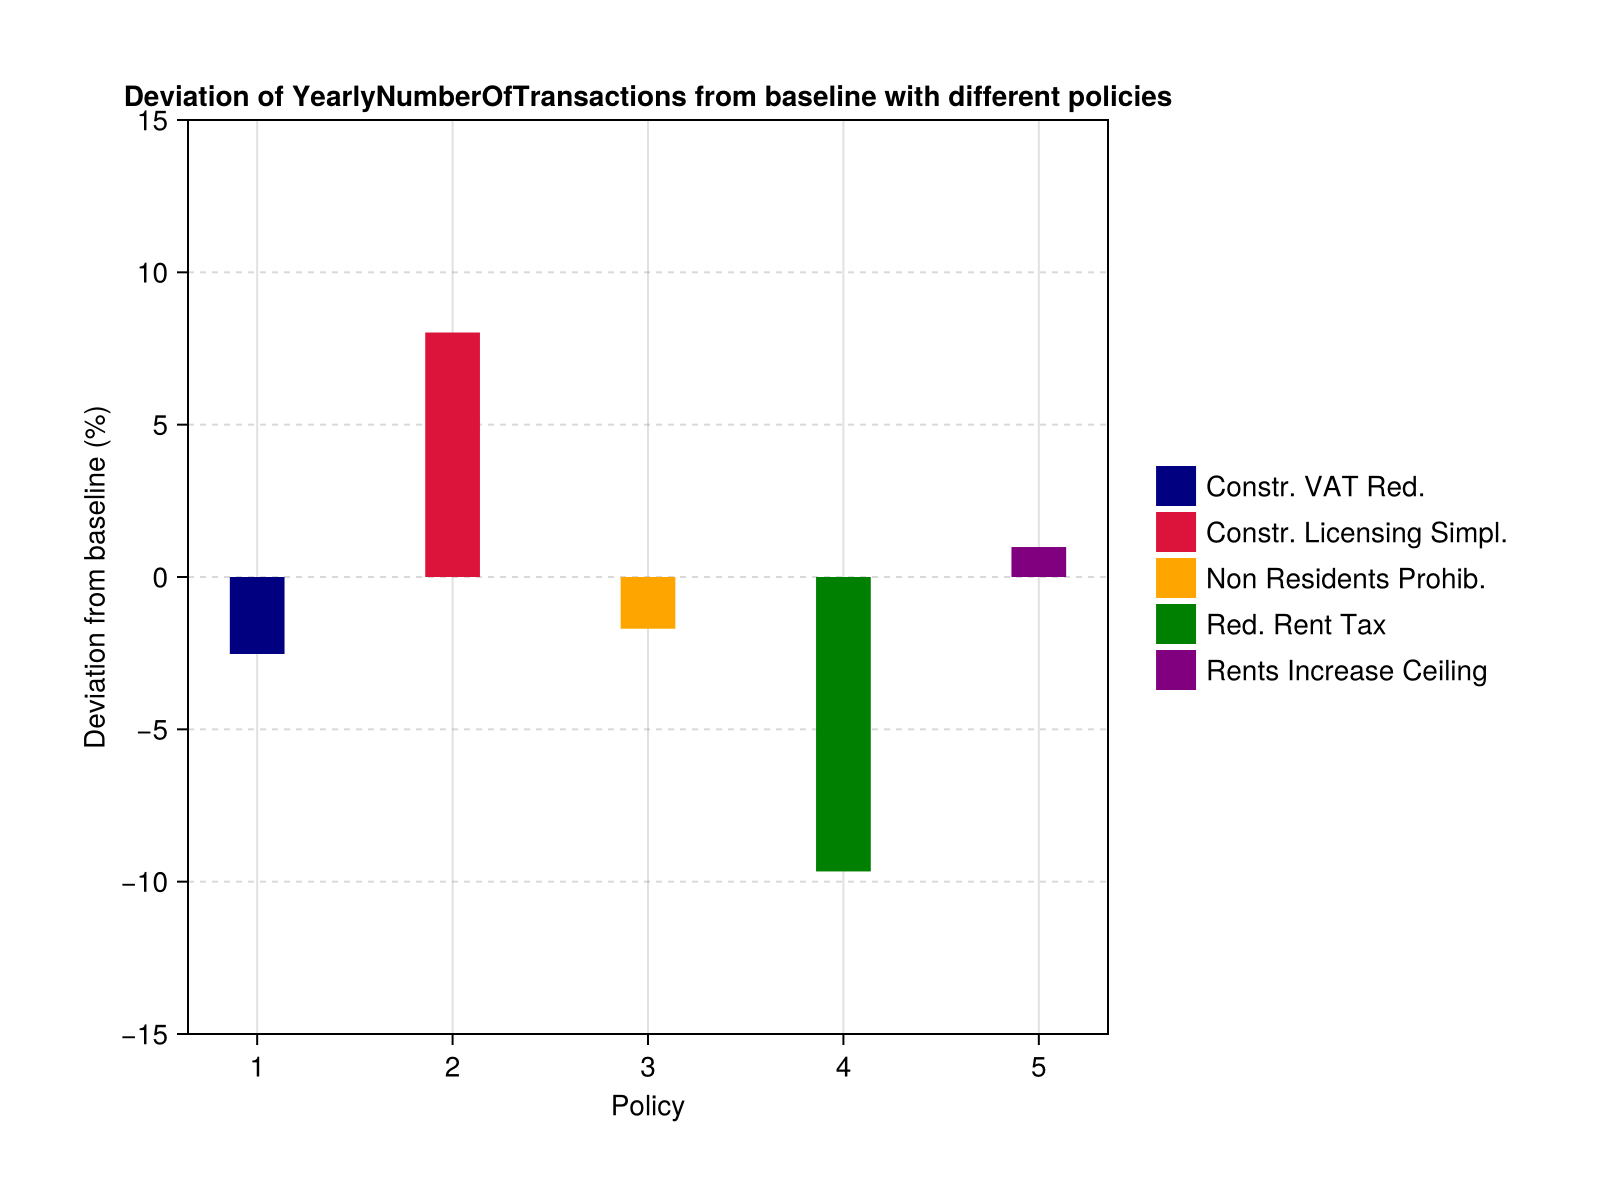 Deviation of YearlyNumberOfTransactions from baseline with different policies
15
10
5
0
−5
−10
−15
Deviation from baseline (%)
1 2 3 4 5
Policy
Constr. VAT Red.
Constr. Licensing Simpl.
Non Residents Prohib.
Red. Rent Tax
Rents Increase Ceiling